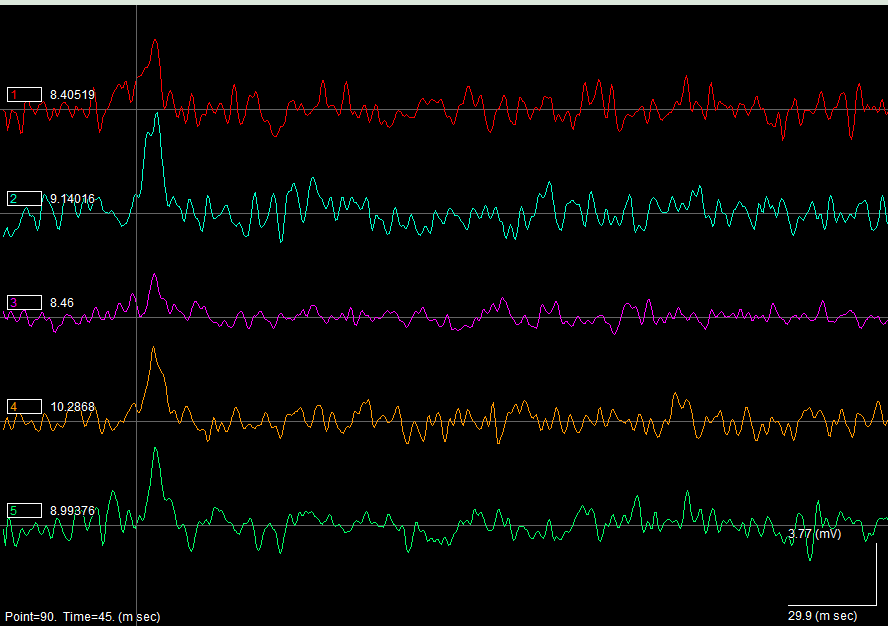 1 8.40519
2 9.14016
3 8.46
4 10.2868
5 8.99376
3.77 (mV)
Point=90. Time=45. (m sec)
29.9 (m sec)